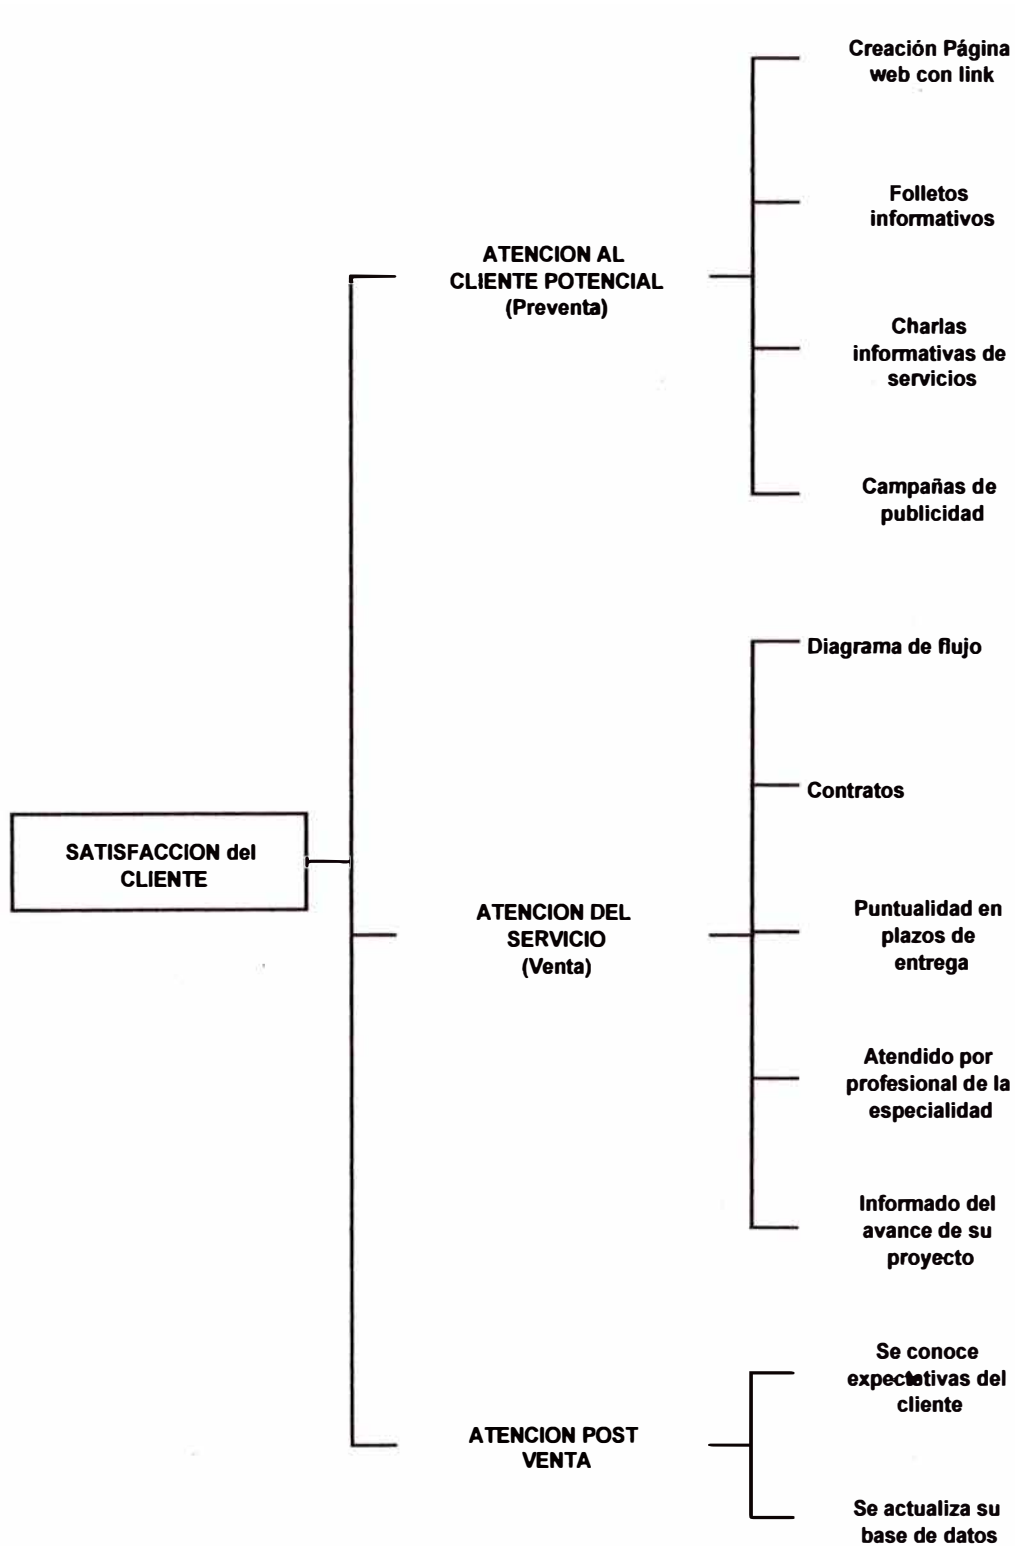 Creación Página
web con link
Folletos
informativos
ATENCION AL
CLIENTE POTENCIAL
(Preventa)
Charlas
informativas de
servicios
Campañas de
publicidad
Diagrama de flujo
Contratos
SATISFACCION del
CLIENTE
ATENCION DEL
SERVICIO
(Venta)
Puntualidad en
plazos de
entrega
Atendido por
profesional de la
especialidad
Informado del
avance de su
proyecto
Se conoce
expectativas del
cliente
ATENCION POST
VENTA
Se actualiza su
base de datos